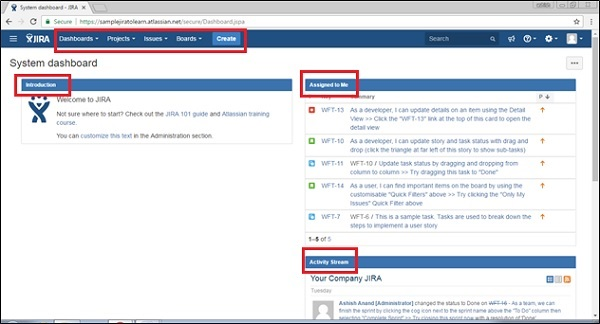 System dashboard - JIRA
Secure https://samplejiratolearn.atlassian.net/secure/Dashboard.jspa
JIRA Dashboards Projects Issues Boards Create Search
System dashboard
Introduction
Welcome to JIRA
Not sure where to start? Check out the JIRA 101 guide and Atlassian training
course.
You can customize this text in the Administration section.
Assigned to Me
Summary P
WFT-13 As a developer, I can update details on an item using the Detail
View >> Click the "WFT-13" link at the top of this card to open the
detail view
WFT-10 As a developer, I can update story and task status with drag and
drop (click the triangle at far left of this story to show sub-tasks)
WFT-11 WFT-10 / Update task status by dragging and dropping from
column to column >> Try dragging this task to "Done"
WFT-14 As a user, I can find important items on the board by using the
customisable "Quick Filters" above >> Try clicking the "Only My
Issues" Quick Filter above
WFT-7 WFT-6 / This is a sample task. Tasks are used to break down the
steps to implement a user story
1–5 of 5
Activity Stream
Your Company JIRA
Tuesday
Ashish Anand [Administrator] changed the status to Done on WFT-16 - As a team, we can
finish the sprint by clicking the cog icon next to the sprint name above the "To Do" column then
selecting "Complete Sprint" >> Try closing this sprint now with a resolution of 'Done'